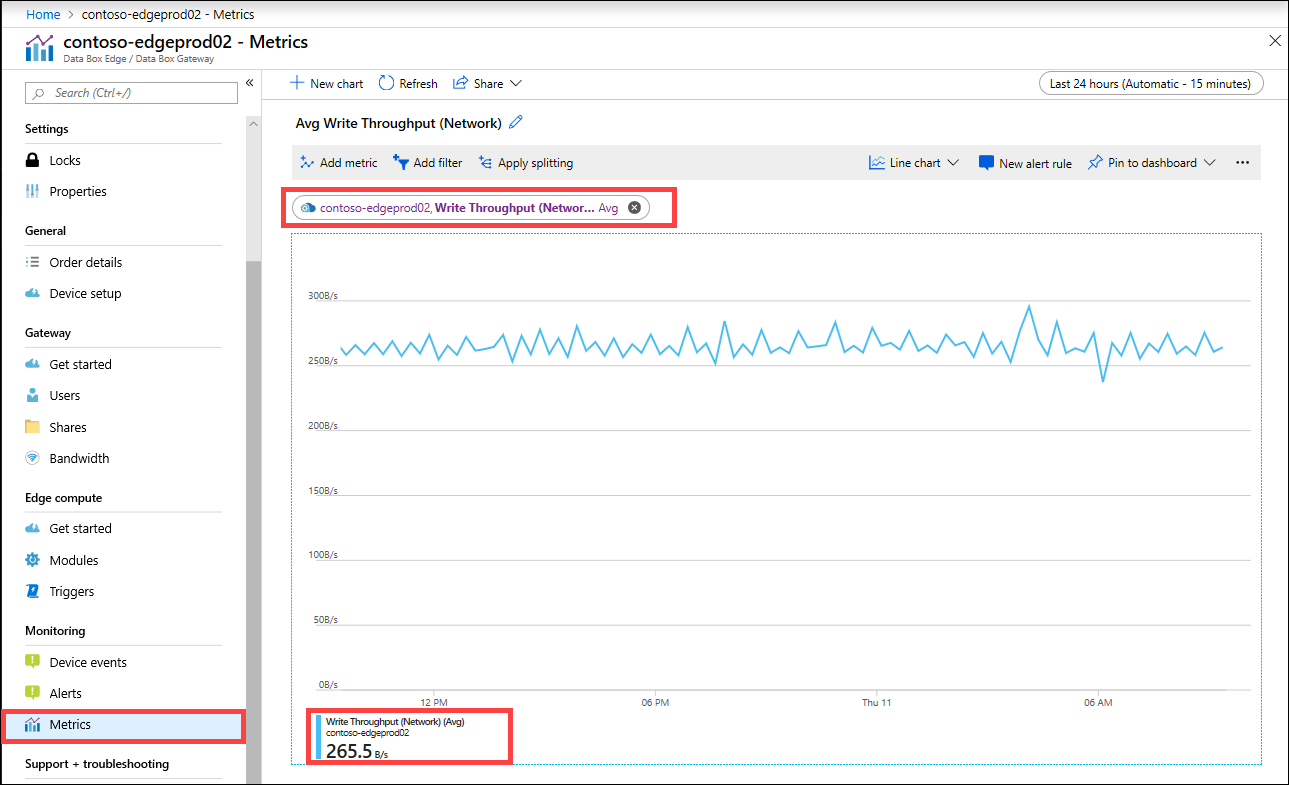 Home > contoso-edgeprod02 - Metrics
contoso-edgeprod02 - Metrics
Data Box Edge / Data Box Gateway
Search (Ctrl+/)
Settings
Locks
Properties
General
Order details
Device setup
Gateway
Get started
Users
Shares
Bandwidth
Edge compute
Get started
Modules
Triggers
Monitoring
Device events
Alerts
Metrics
Support + troubleshooting
New chart Refresh Share
Last 24 hours (Automatic - 15 minutes)
Avg Write Throughput (Network)
Add metric Add filter Apply splitting Line chart New alert rule Pin to dashboard ...
contoso-edgeprod02, Write Throughput (Networ... Avg
300B/s
250B/s
200B/s
150B/s
100B/s
50B/s
0B/s
12 PM 06 PM Thu 11 06 AM
Write Throughput (Network) (Avg)
contoso-edgeprod02
265.5 B/s